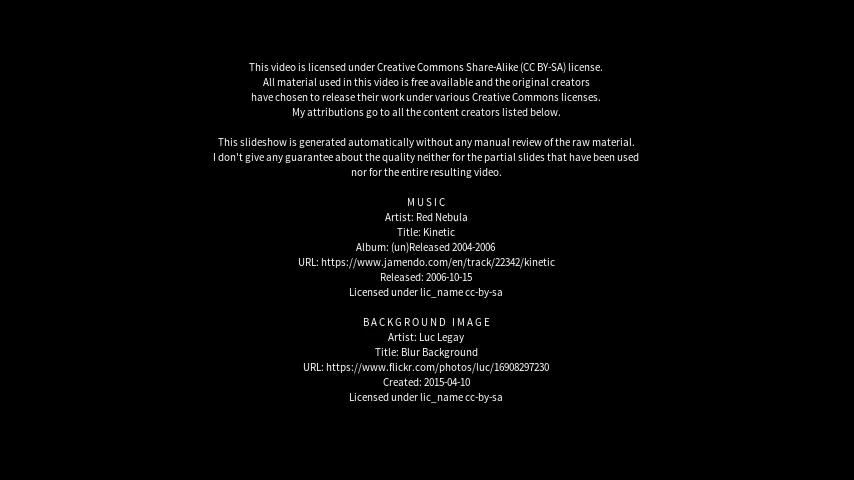 This video is licensed under Creative Commons Share-Alike (CC BY-SA) license.
All material used in this video is free available and the original creators
have chosen to release their work under various Creative Commons licenses.
My attributions go to all the content creators listed below.
This slideshow is generated automatically without any manual review of the raw material.
I don't give any guarantee about the quality neither for the partial slides that have been used
nor for the entire resulting video.
MUSIC
Artist: Red Nebula
Title: Kinetic
Album: (un)Released 2004-2006
URL: https://www.jamendo.com/en/track/22342/kinetic
Released: 2006-10-15
Licensed under lic_name cc-by-sa
BACKGROUND IMAGE
Artist: Luc Legay
Title: Blur Background
URL: https://www.flickr.com/photos/luc/16908297230
Created: 2015-04-10
Licensed under lic_name cc-by-sa